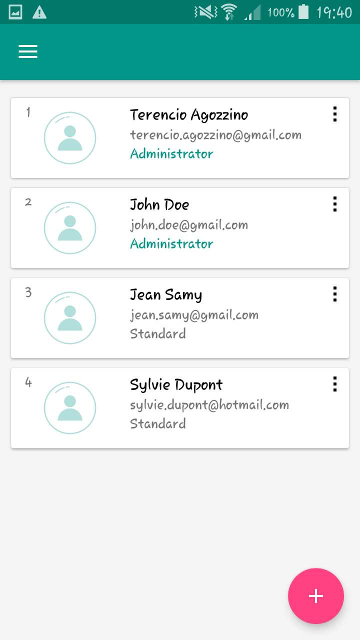 100% 19:40
1
Terencio Agozzino
terencio.agozzino@gmail.com
Administrator
2
John Doe
john.doe@gmail.com
Administrator
3
Jean Samy
jean.samy@gmail.com
Standard
4
Sylvie Dupont
sylvie.dupont@hotmail.com
Standard